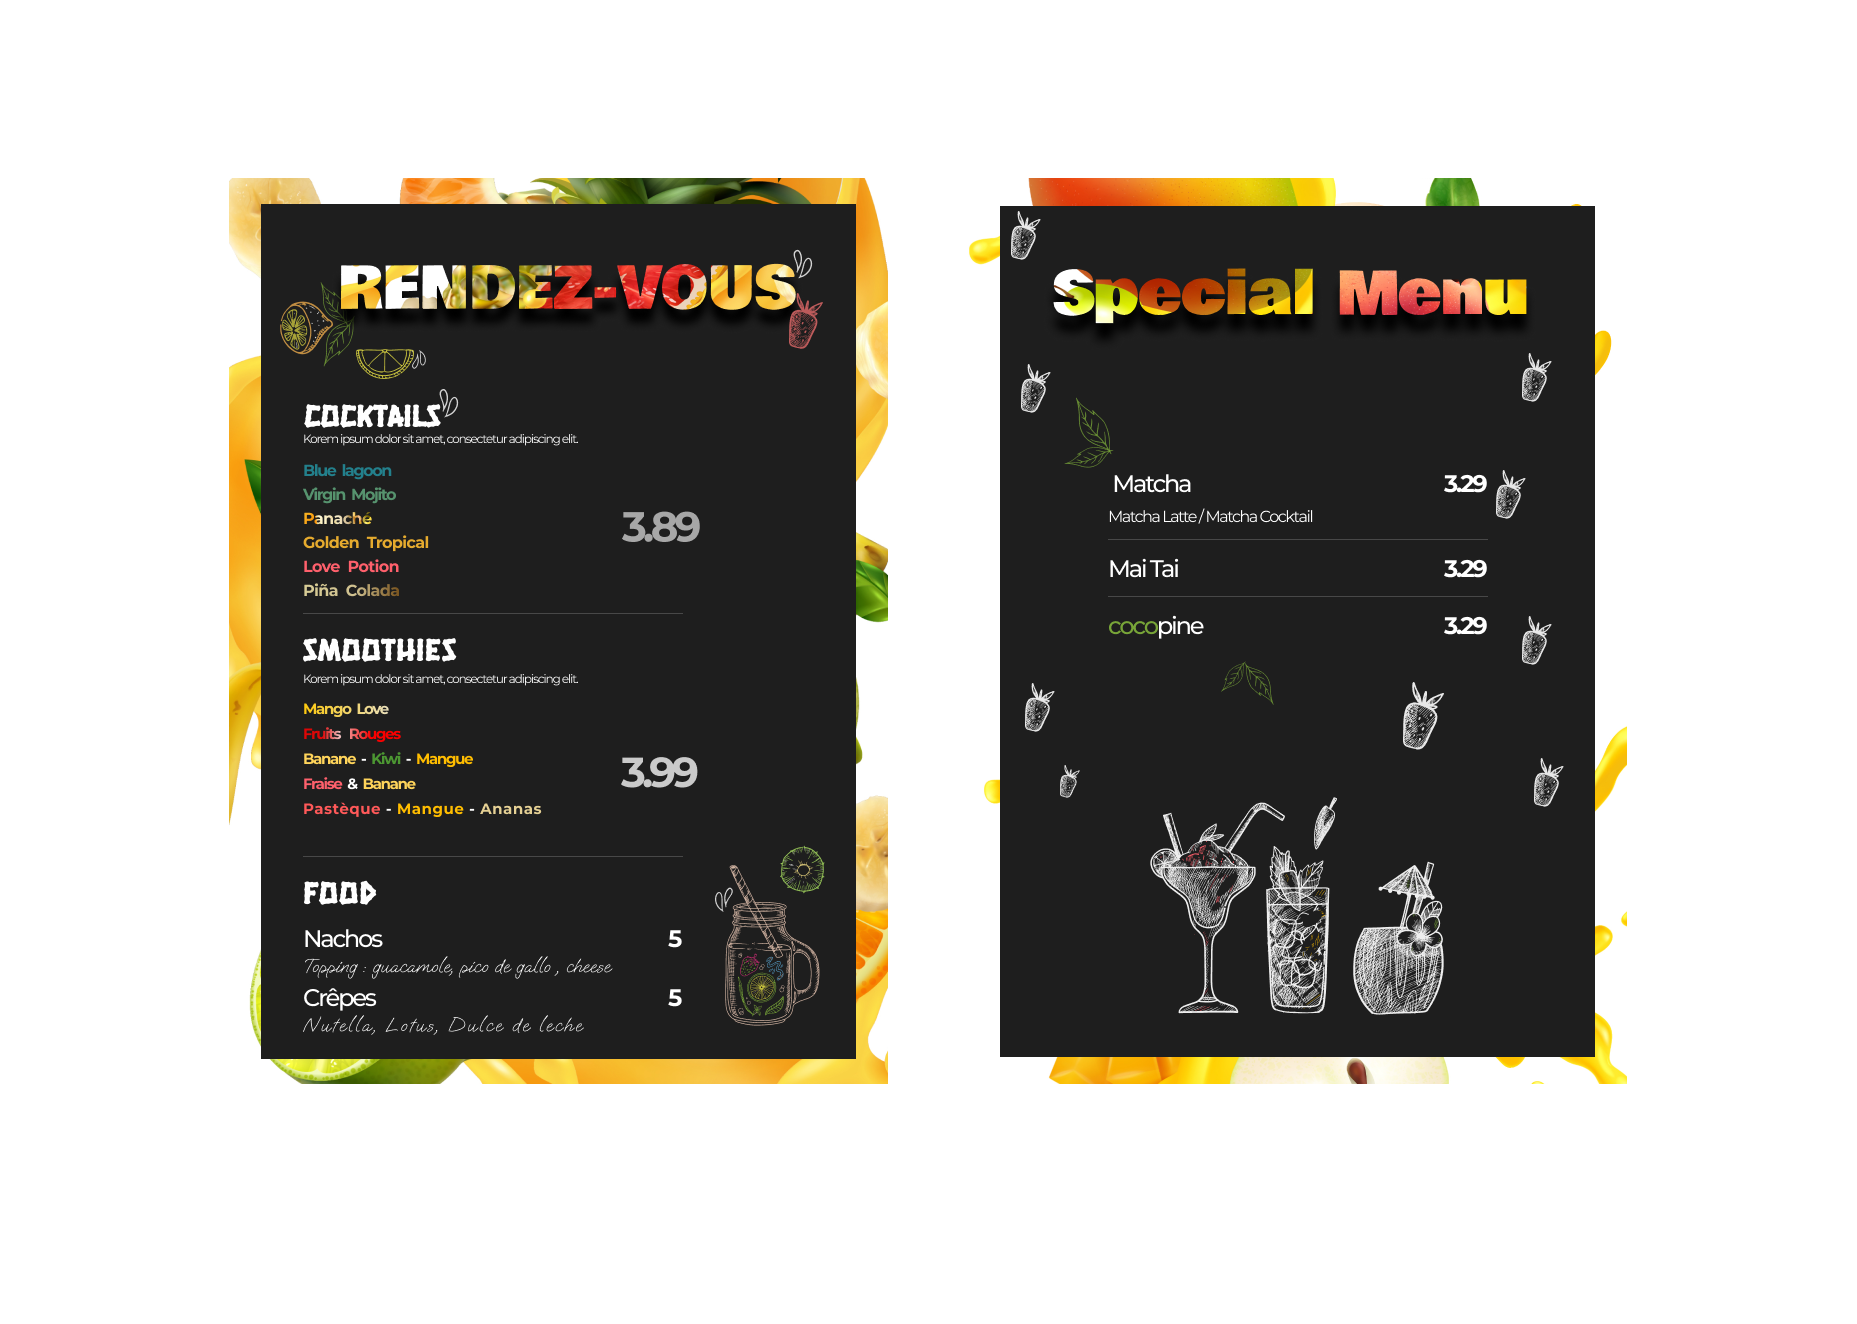 RENDEZ-VOUS
COCKTAILS
Korem ipsum dolor sit amet, consectetur adipiscing elit.
Blue lagoon
Virgin Mojito
Panaché
Golden Tropical
Love Potion
Piña Colada
3.89
SMOOTHIES
Korem ipsum dolor sit amet, consectetur adipiscing elit.
Mango Love
Fruits Rouges
Banane - Kiwi - Mangue
Fraise & Banane
Pastèque - Mangue - Ananas
3.99
FOOD
Nachos 5
Topping : guacamole, pico de gallo , cheese
Crêpes 5
Nutella, Lotus, Dulce de leche
Special Menu
Matcha 3.29
Matcha Latte / Matcha Cocktail
Mai Tai 3.29
cocopine 3.29